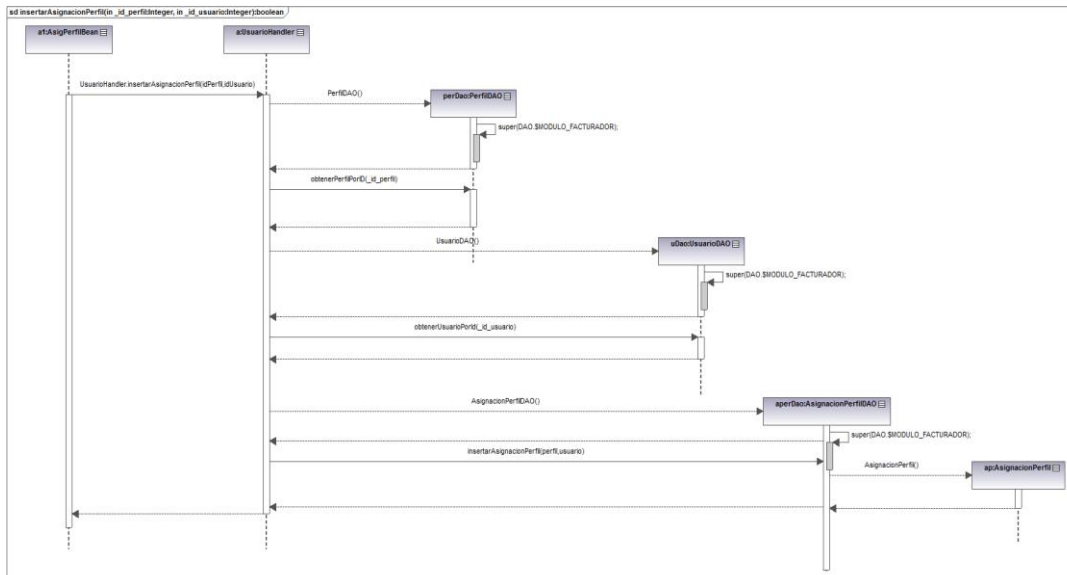 sd insertarAsignacionPerfil(in _id_perfil:Integer, in _id_usuario:Integer):boolean
a1:AsigPerfilBean
a:UsuarioHandler
UsuarioHandler.insertarAsignacionPerfil(idPerfil,idUsuario)
PerfilDAO()
perDao:PerfilDAO
super(DAO.$MODULO_FACTURADOR);
obtenerPerfilPorID(_id_perfil)
UsuarioDAO()
uDao:UsuarioDAO
super(DAO.$MODULO_FACTURADOR);
obtenerUsuarioPorId(_id_usuario)
AsignacionPerfilDAO()
aperDao:AsignacionPerfilDAO
super(DAO.$MODULO_FACTURADOR);
insertarAsignacionPerfil(perfil,usuario)
AsignacionPerfil()
ap:AsignacionPerfil